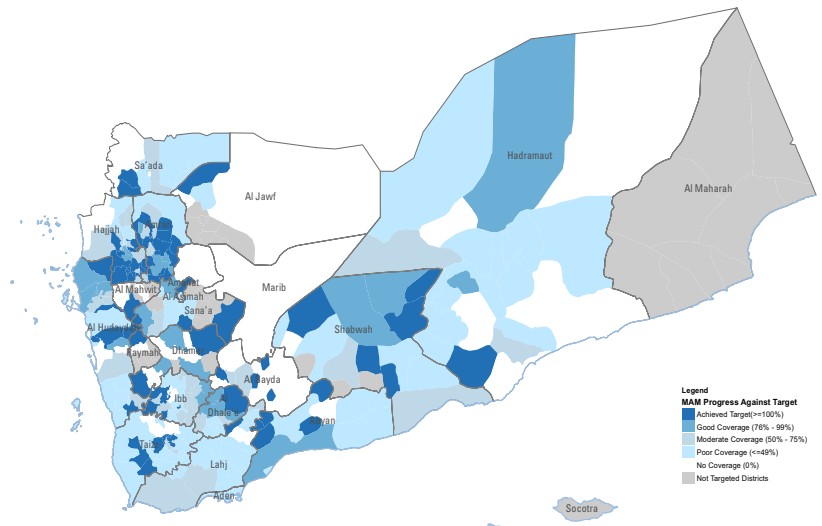 Sa'ada
Hadramaut
Al Jawf
Al Maharah
Hajjah
Amanat
Al Asimah
Al Mahwit
Marib
Sana'a
Al Hudaydah
Shabwah
Raymah
Dhamar
Al Bayda
Ibb
Al
Dhale'e
Abyan
Taizz
Lahj
Aden
Socotra
Legend
MAM Progress Against Target
Achieved Target(>=100%)
Good Coverage (76% - 99%)
Moderate Coverage (50% - 75%)
Poor Coverage (<=49%)
No Coverage (0%)
Not Targeted Districts